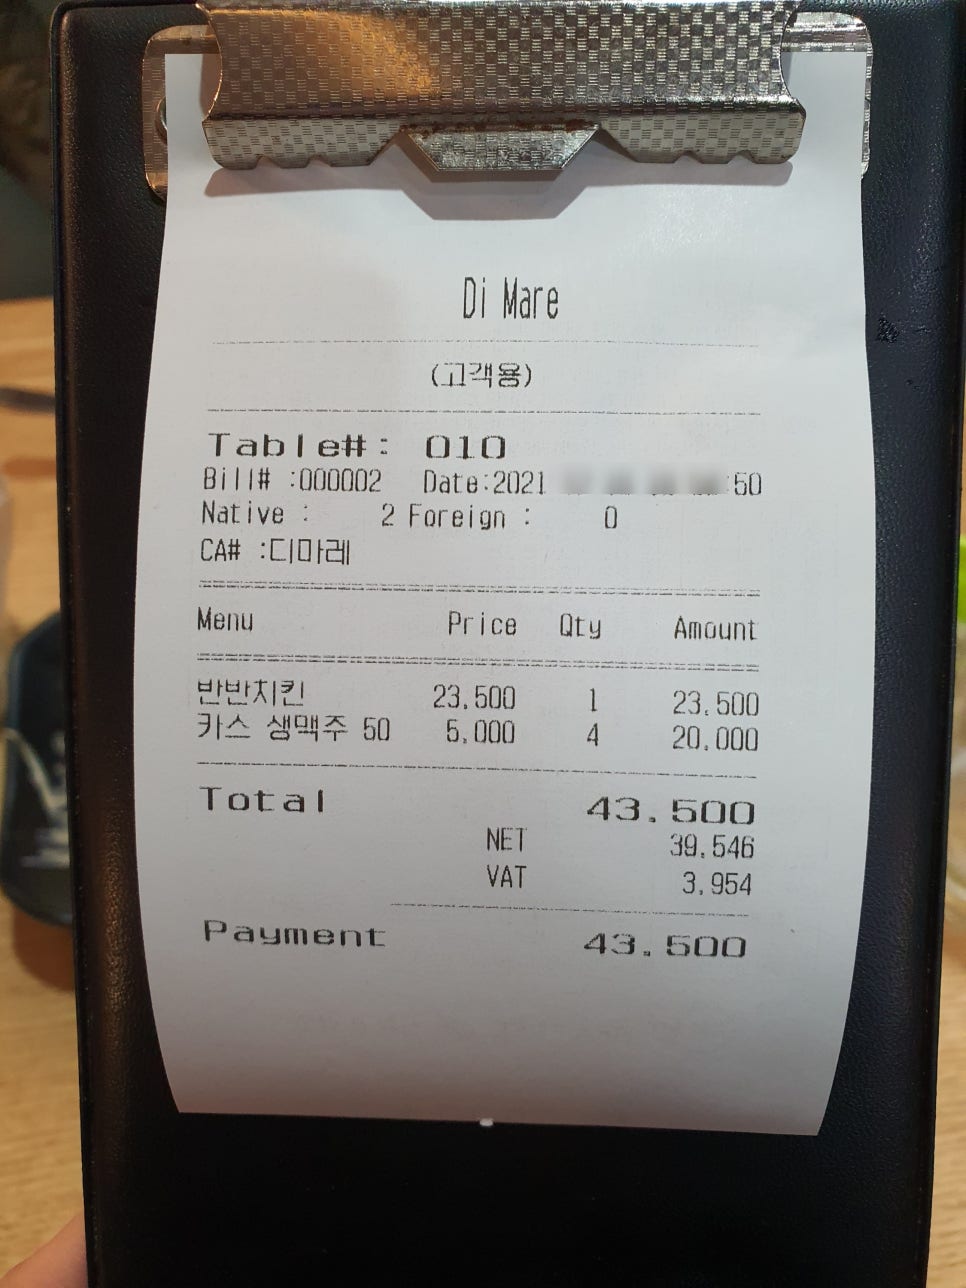 Di Mare
(고객용)
Table#: 010
Bill# :000002 Date:2021 :50
Native : 2 Foreign : 0
CA# :디마레
Menu Price Qty Amount
반반치킨 23,500 1 23,500
카스 생맥주 50 5,000 4 20,000
Total 43,500
NET 39,546
VAT 3,954
Payment 43,500